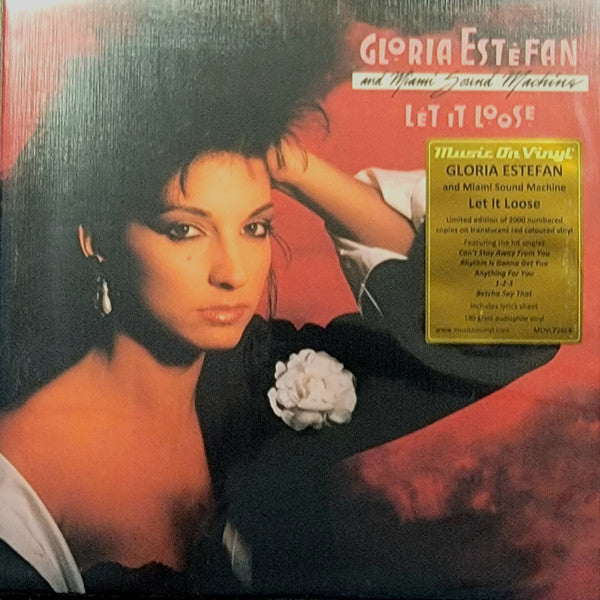 GLORIA ESTEFAN
and Miami Sound Machine
LET IT LOOSE
Music On Vinyl
GLORIA ESTEFAN
and Miami Sound Machine
Let It Loose
Limited edition of 2000 numbered
copies on translucent red coloured vinyl
Featuring the hit singles
Can't Stay Away From You
Rhythm Is Gonna Get You
Anything For You
1-2-3
Betcha Say That
Includes lyrics sheet
180 gram audiophile vinyl
www.musiconvinyl.com